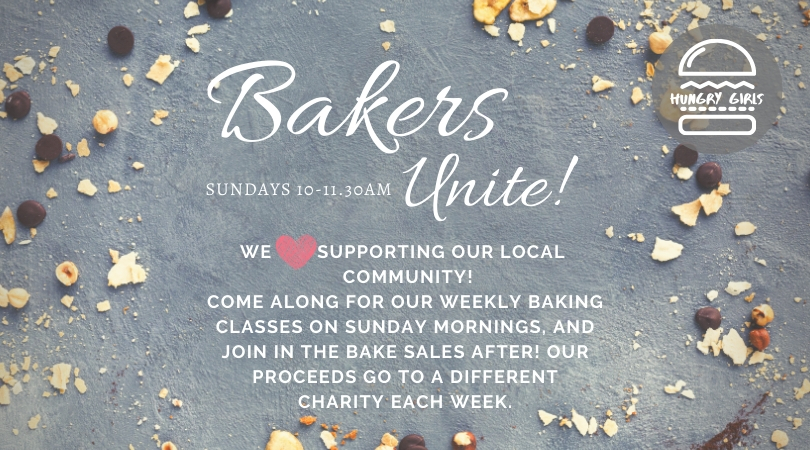 Bakers
Unite!
SUNDAYS 10-11.30AM
HUNGRY GIRLS
WE SUPPORTING OUR LOCAL
COMMUNITY!
COME ALONG FOR OUR WEEKLY BAKING
CLASSES ON SUNDAY MORNINGS, AND
JOIN IN THE BAKE SALES AFTER! OUR
PROCEEDS GO TO A DIFFERENT
CHARITY EACH WEEK.